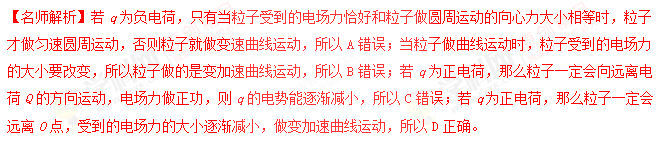 【名师解析】若 q 为负电荷，只有当粒子受到的电场力恰好和粒子做圆周运动的向心力大小相等时，粒子
才做匀速圆周运动，否则粒子就做变速曲线运动，所以 A 错误；当粒子做曲线运动时，粒子受到的电场力
的大小要改变，所以粒子做的是变加速曲线运动，所以 B 错误；若 q 为正电荷，那么粒子一定会向远离电
荷 Q 的方向运动，电场力做正功，则 q 的电势能逐渐减小，所以 C 错误；若 q 为正电荷，那么粒子一定会
远离 O 点，受到的电场力的大小逐渐减小，做变加速曲线运动，所以 D 正确。